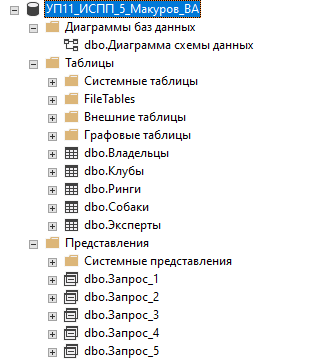 УП11_ИСПП_5_Макуров_ВА
Диаграммы баз данных
dbo.Диаграмма схемы данных
Таблицы
Системные таблицы
FileTables
Внешние таблицы
Графовые таблицы
dbo.Владельцы
dbo.Клубы
dbo.Ринги
dbo.Собаки
dbo.Эксперты
Представления
Системные представления
dbo.Запрос_1
dbo.Запрос_2
dbo.Запрос_3
dbo.Запрос_4
dbo.Запрос_5